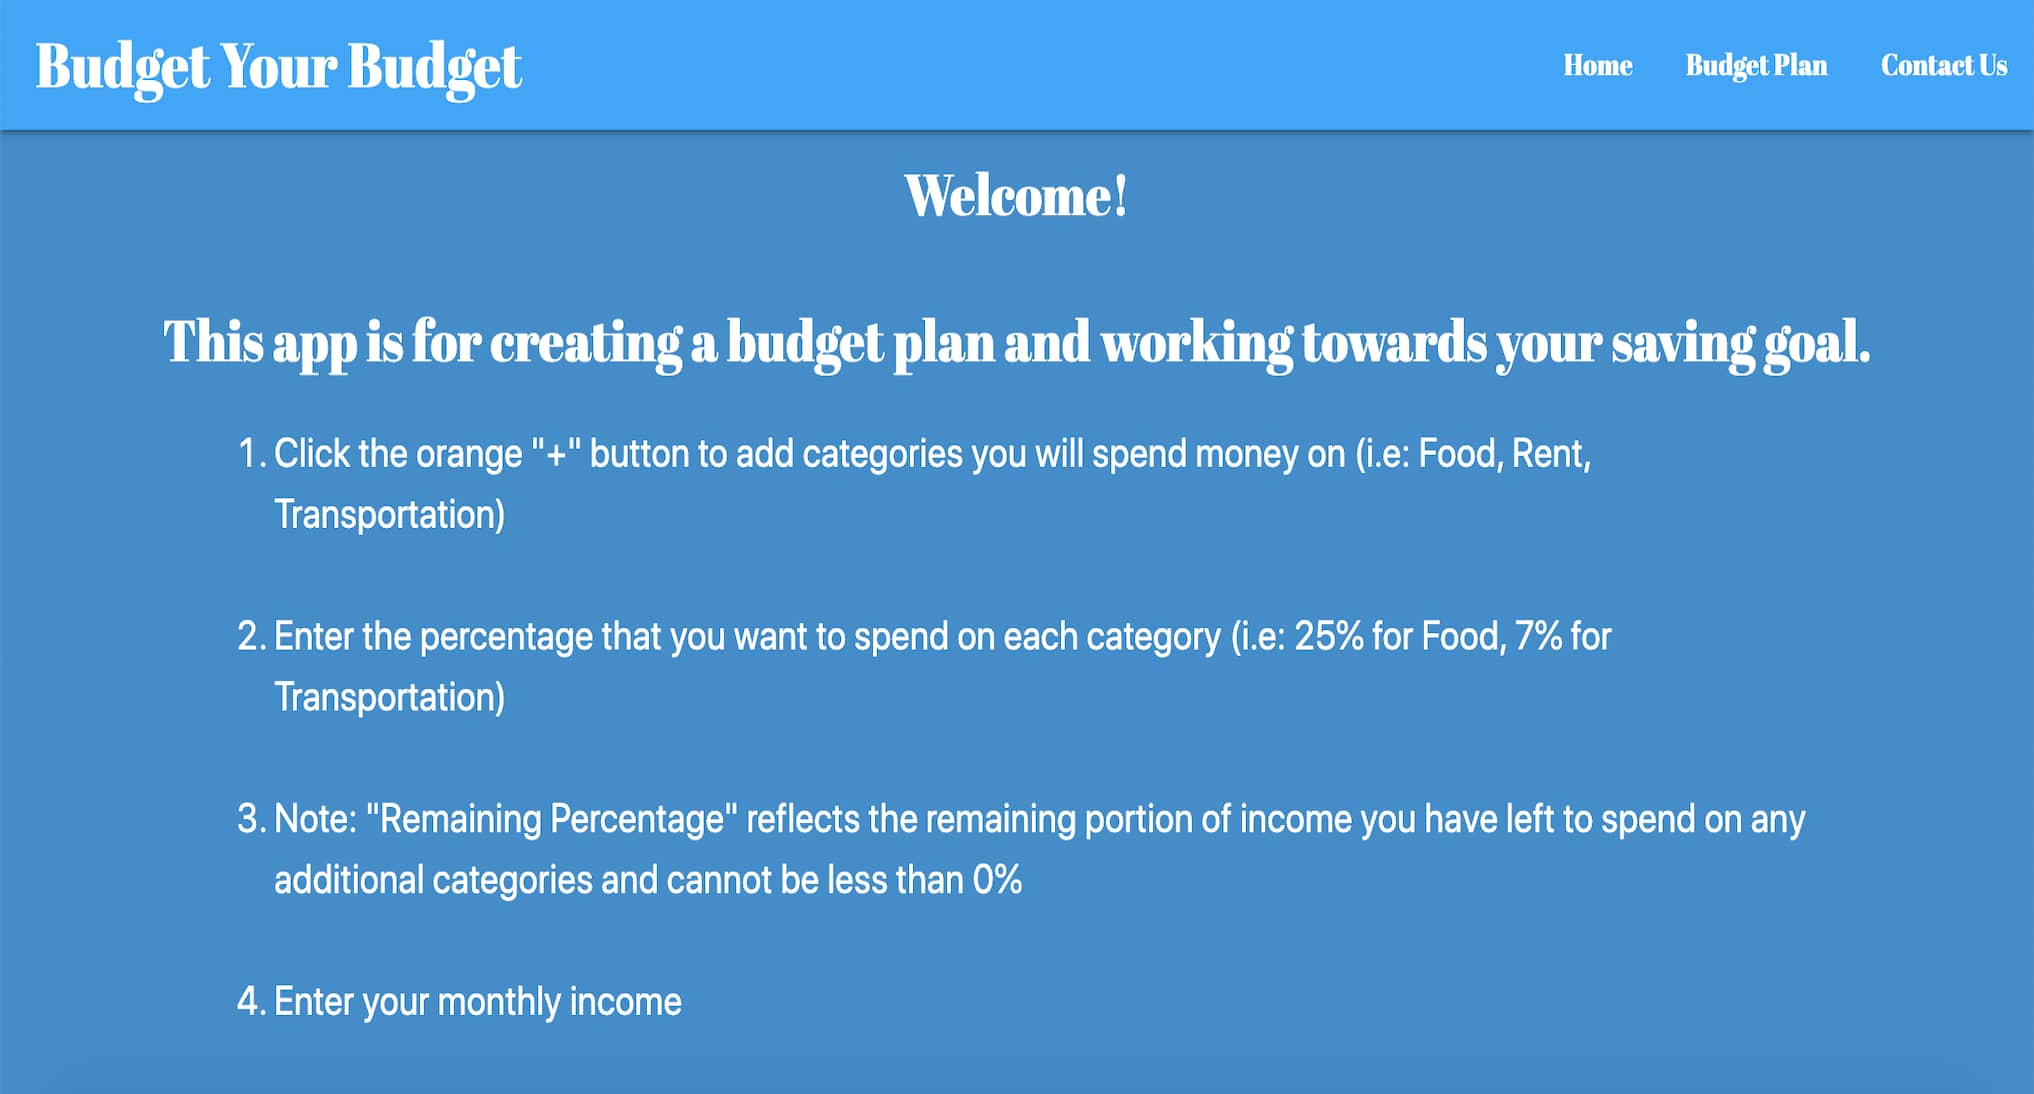 Budget Your Budget
Home
Budget Plan
Contact Us
Welcome!
This app is for creating a budget plan and working towards your saving goal.
1. Click the orange "+" button to add categories you will spend money on (i.e: Food, Rent,
Transportation)
2. Enter the percentage that you want to spend on each category (i.e: 25% for Food, 7% for
Transportation)
3. Note: "Remaining Percentage" reflects the remaining portion of income you have left to spend on any
additional categories and cannot be less than 0%
4. Enter your monthly income